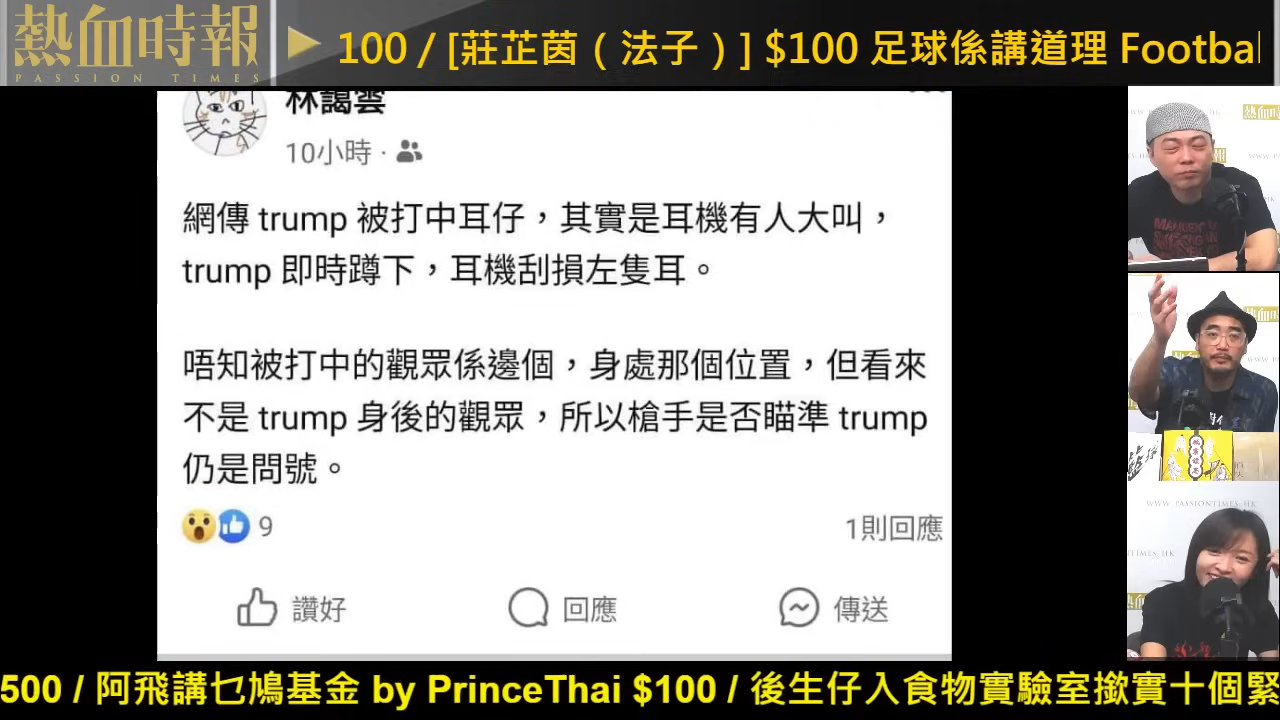 熱血時報
PASSION TIMES
100 / [莊芷茵（法子）] $100 足球係講道理 Footbal
林靄雲
10小時
網傳 trump 被打中耳仔，其實是耳機有人大叫，
trump 即時蹲下，耳機刮損左隻耳。
唔知被打中的觀眾係邊個，身處那個位置，但看來
不是 trump 身後的觀眾，所以槍手是否瞄準 trump
仍是問號。
9
1則回應
讚好
回應
傳送
WWW.PASSIONTIMES.HK
500 / 阿飛講乜鳩基金 by PrinceThai $100 / 後生仔入食物實驗室撳實十個緊